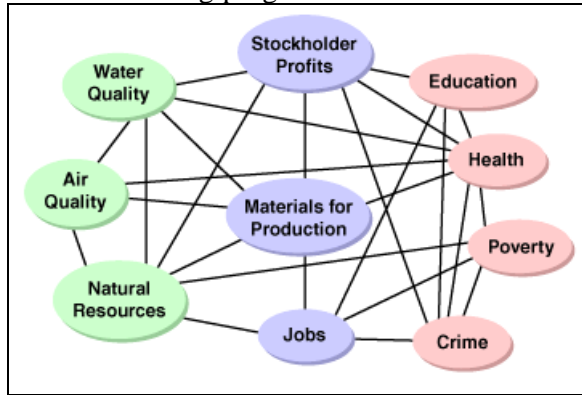 Stockholder
Profits
Water
Quality
Education
Health
Air
Quality
Materials for
Production
Poverty
Natural
Resources
Jobs
Crime